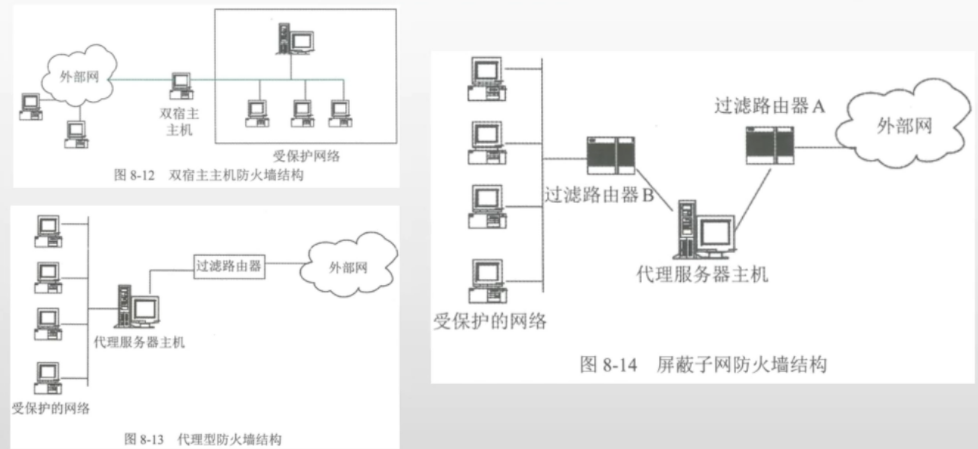 外部网
双宿主
主机
受保护网络
图 8-12 双宿主主机防火墙结构
过滤路由器
外部网
代理服务器主机
受保护的网络
图 8-13 代理型防火墙结构
过滤路由器A
外部网
过滤路由器B
代理服务器主机
受保护的网络
图 8-14 屏蔽子网防火墙结构